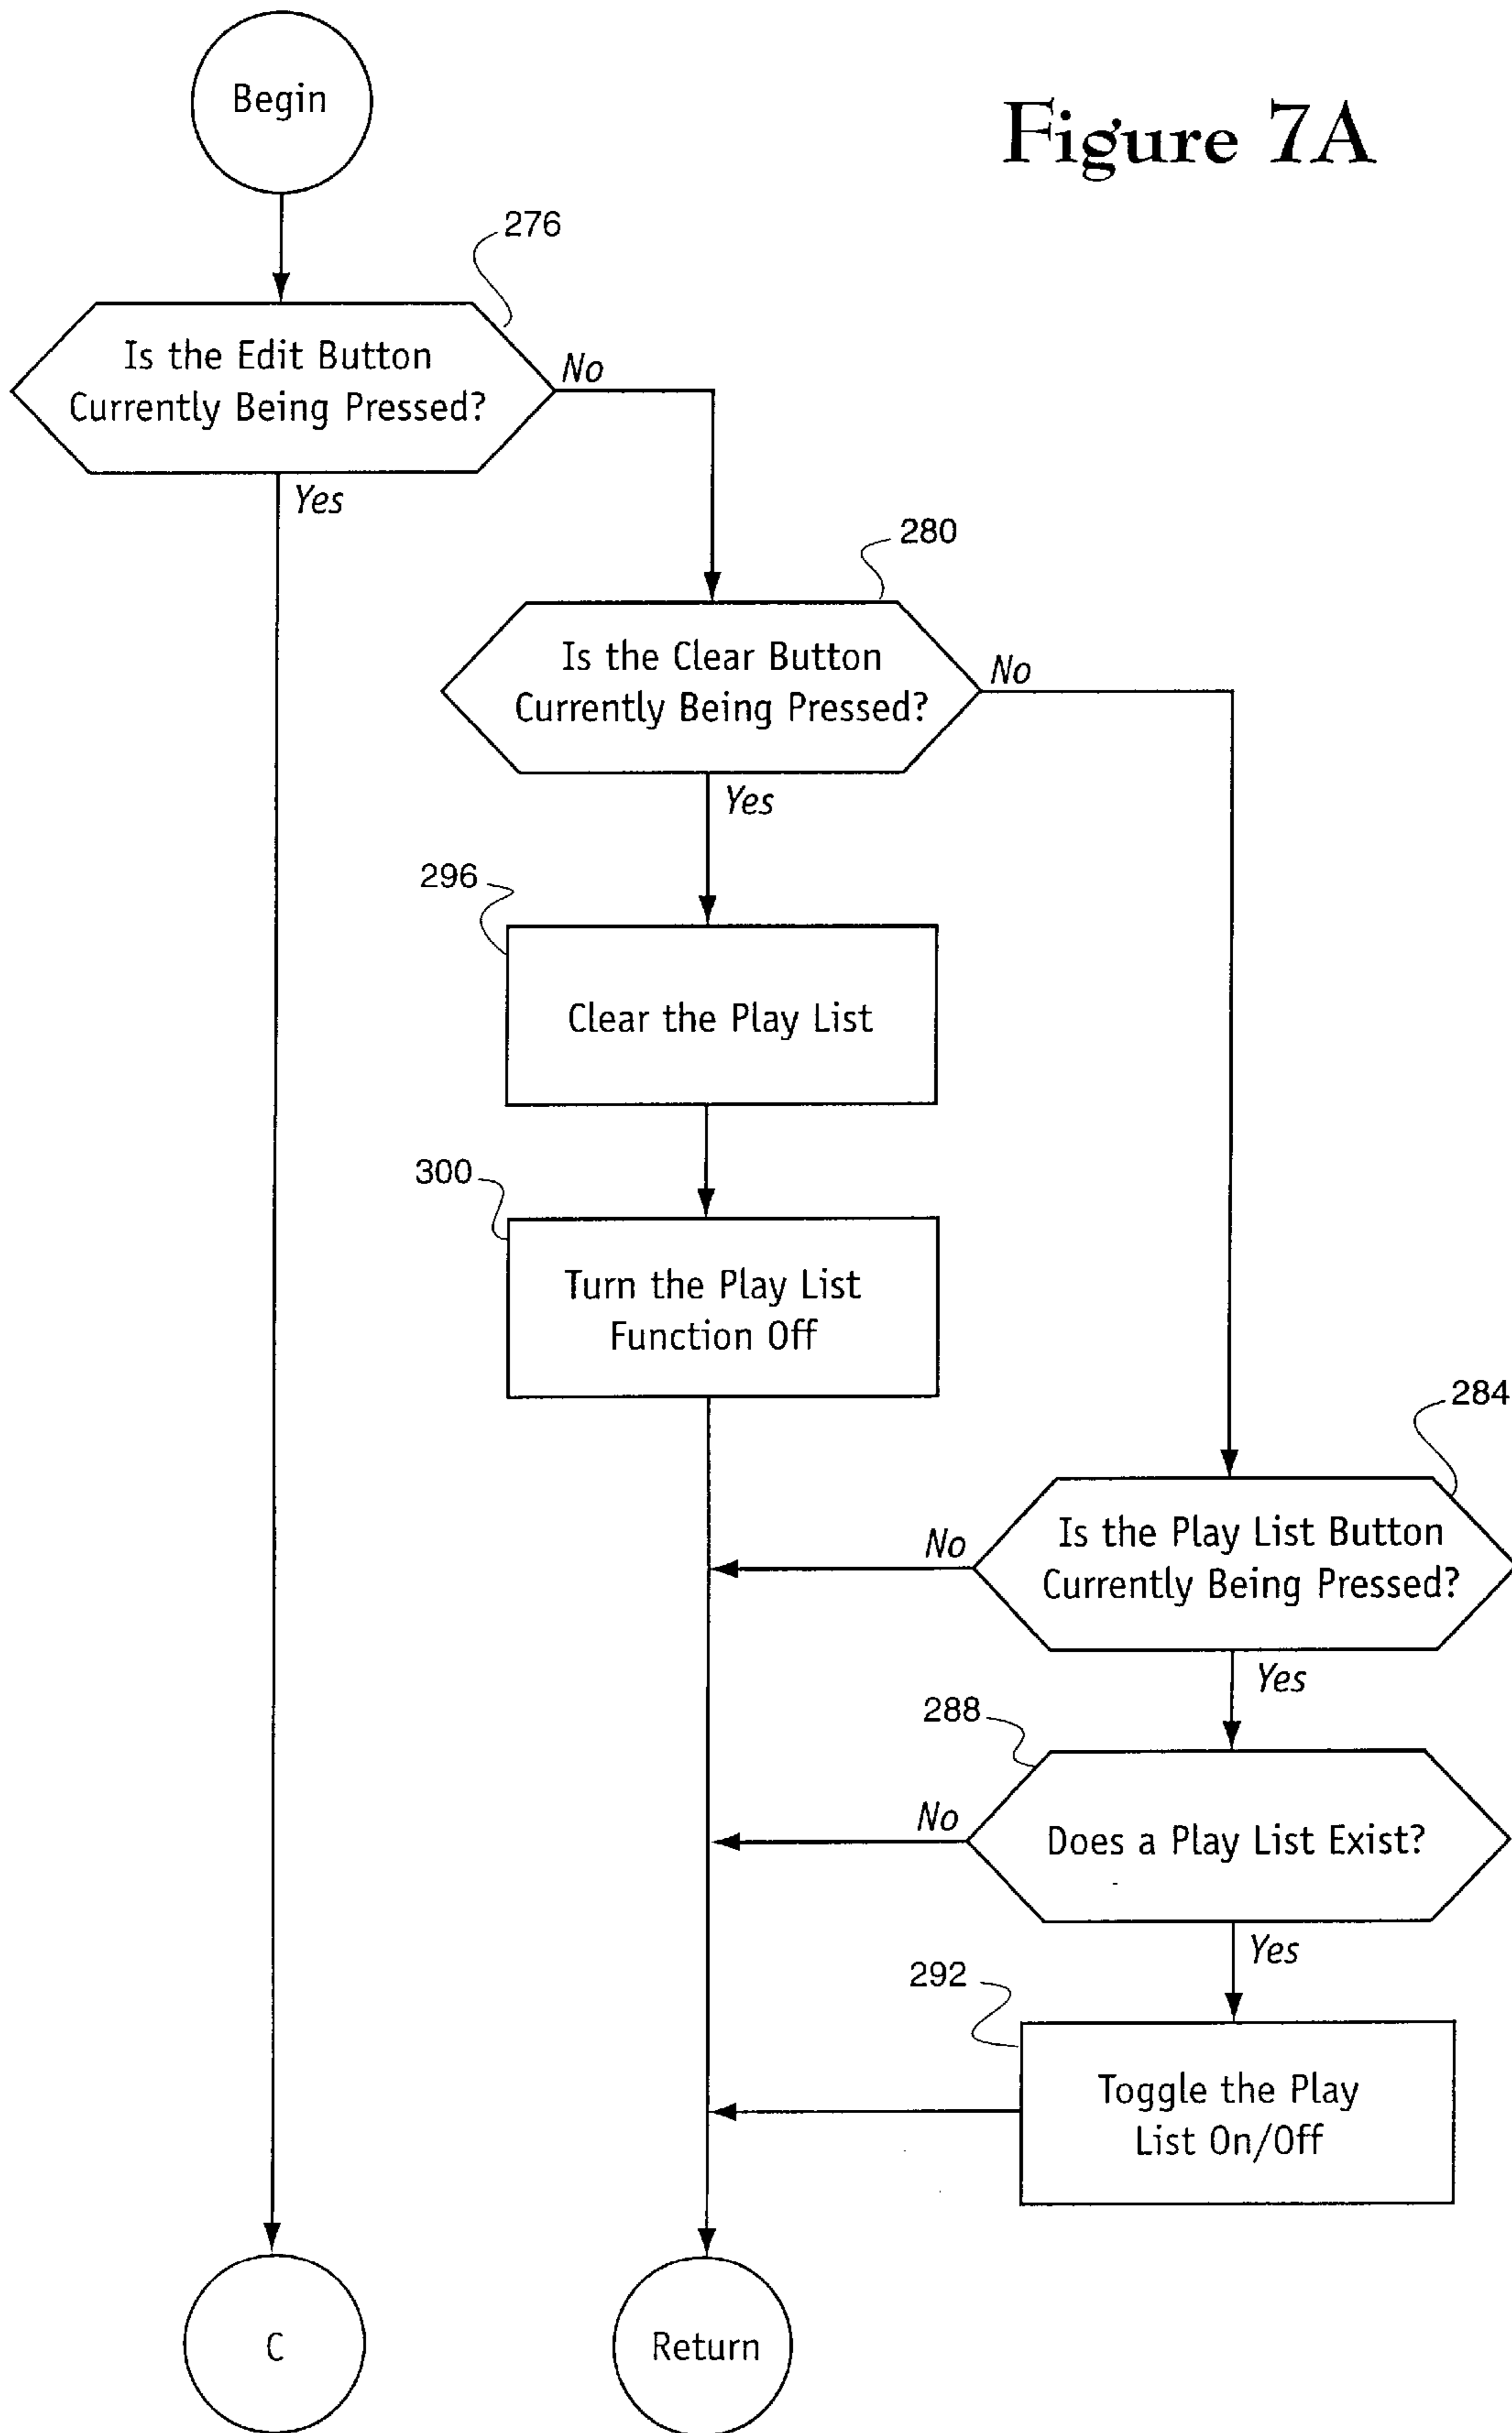 Begin
Figure 7A
276
Is the Edit Button
Currently Being Pressed?
No
Yes
280
Is the Clear Button
Currently Being Pressed?
No
Yes
296
Clear the Play List
300
Turn the Play List
Function Off
284
Is the Play List Button
Currently Being Pressed?
No
Yes
288
Does a Play List Exist?
No
Yes
292
Toggle the Play
List On/Off
C
Return